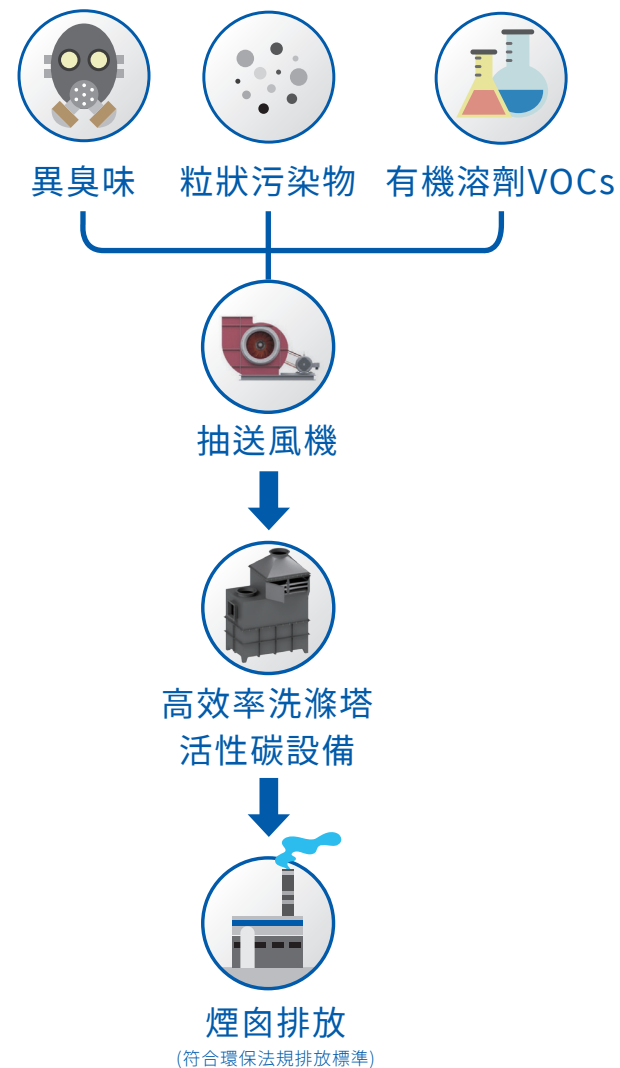 異臭味
粒狀污染物
有機溶劑VOCs
抽送風機
高效率洗滌塔
活性碳設備
煙囪排放
(符合環保法規排放標準)